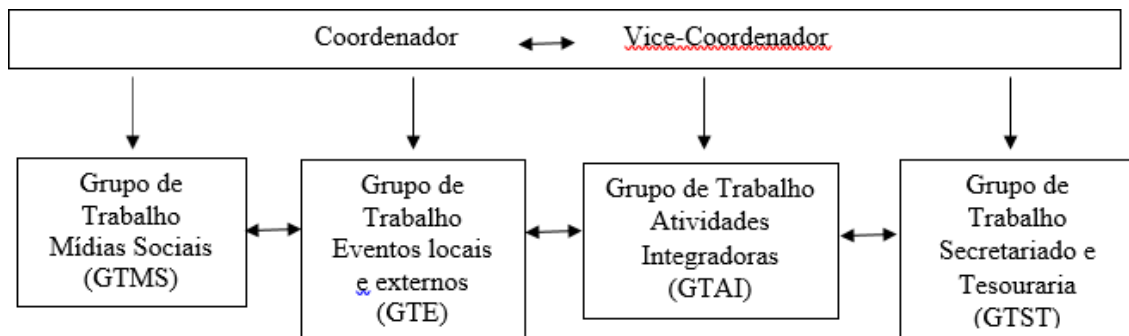 Coordenador Vice-Coordenador
Grupo de
Trabalho
Mídias Sociais
(GTMS)
Grupo de
Trabalho
Eventos locais
e externos
(GTE)
Grupo de Trabalho
Atividades
Integradoras
(GTAI)
Grupo de
Trabalho
Secretariado e
Tesouraria
(GTST)